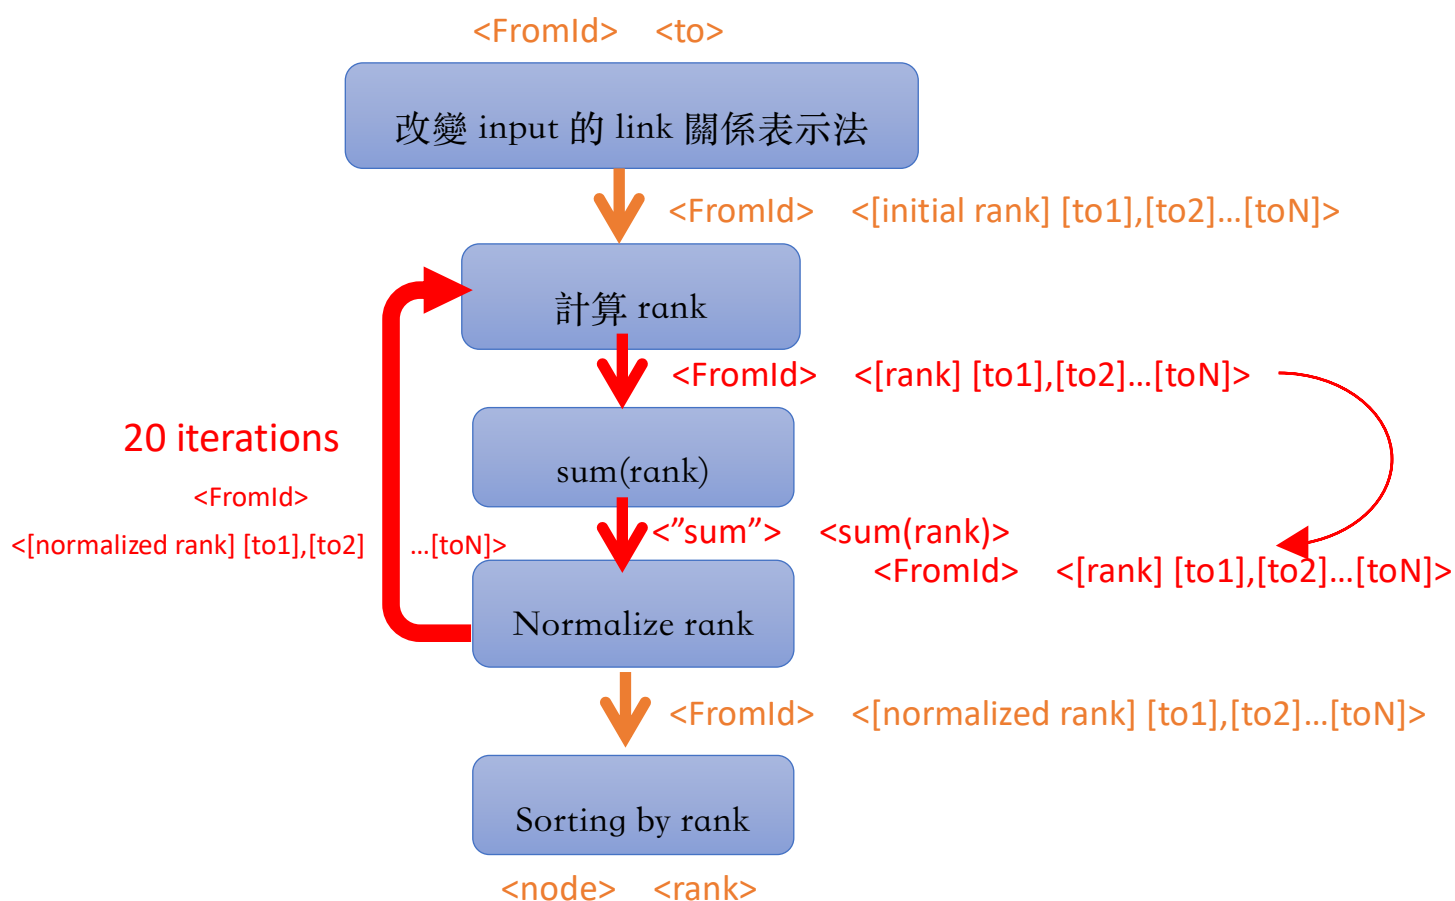 <FromId> <to>
改變 input 的 link 關係表示法
<FromId> <[initial rank] [to1],[to2]…[toN]>
計算 rank
<FromId> <[rank] [to1],[to2]…[toN]>
20 iterations
<FromId>
<[normalized rank] [to1],[to2] …[toN]>
sum(rank)
<”sum”> <sum(rank)>
<FromId> <[rank] [to1],[to2]…[toN]>
Normalize rank
<FromId> <[normalized rank] [to1],[to2]…[toN]>
Sorting by rank
<node> <rank>